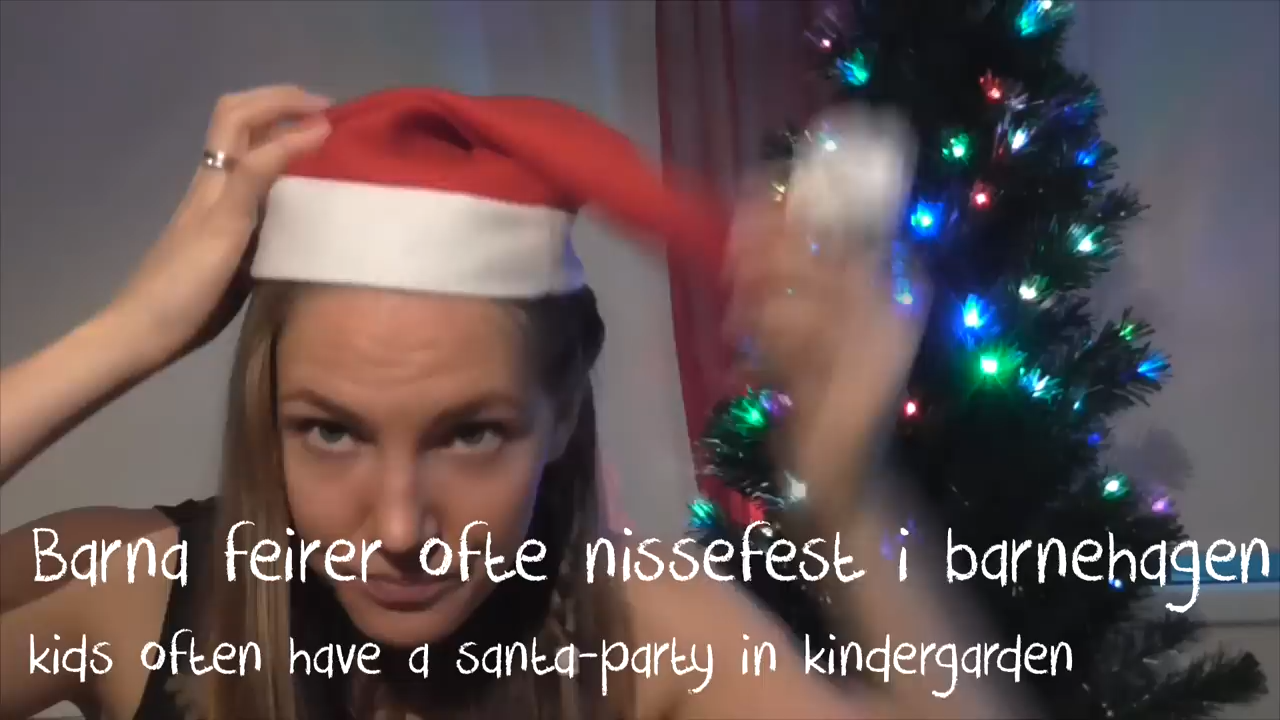 Barna feirer ofte nissefest i barnehagen
kids often have a santa-party in kindergarden